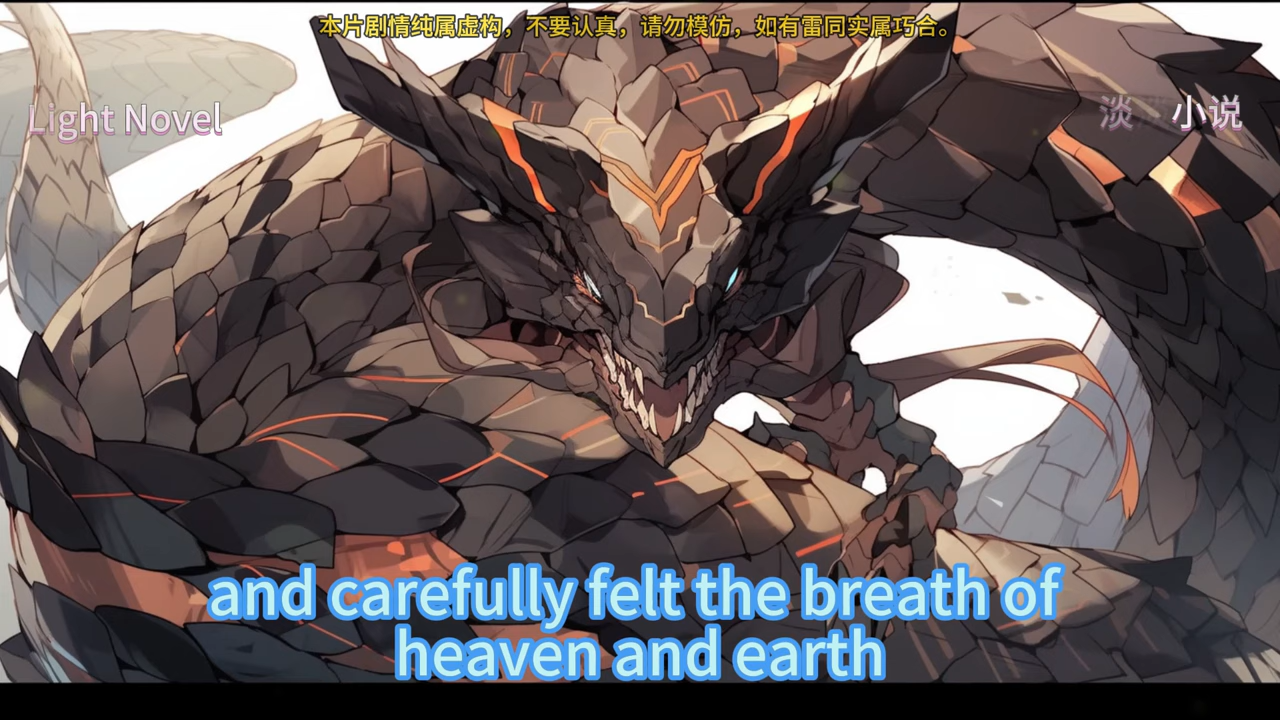 本片剧情纯属虚构，不要认真，请勿模仿，如有雷同实属巧合。
Light Novel
淡 小说
and carefully felt the breath of
heaven and earth